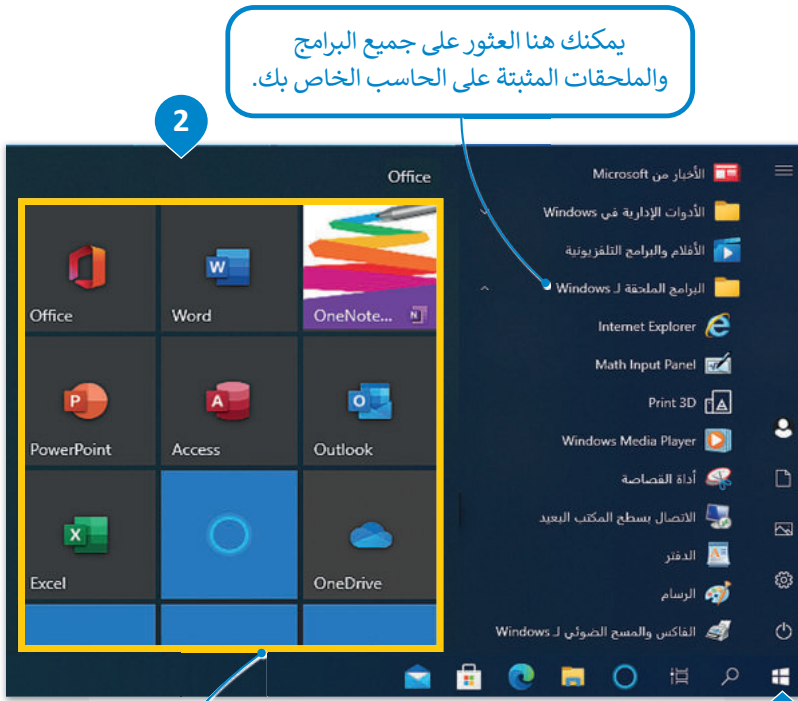 يمكنك هنا العثور على جميع البرامج
والملحقات المثبتة على الحاسب الخاص بك.
2
Office
الأخبار من Microsoft
الأدوات الإدارية في Windows
الأفلام والبرامج التلفزيونية
البرامج الملحقة لـ Windows
Internet Explorer
Math Input Panel
Print 3D
Windows Media Player
أداة القصاصة
الاتصال بسطح المكتب البعيد
الدفتر
الرسام
الفاكس والمسح الضوئي لـ Windows
Office
Word
OneNote...
PowerPoint
Access
Outlook
Excel
OneDrive